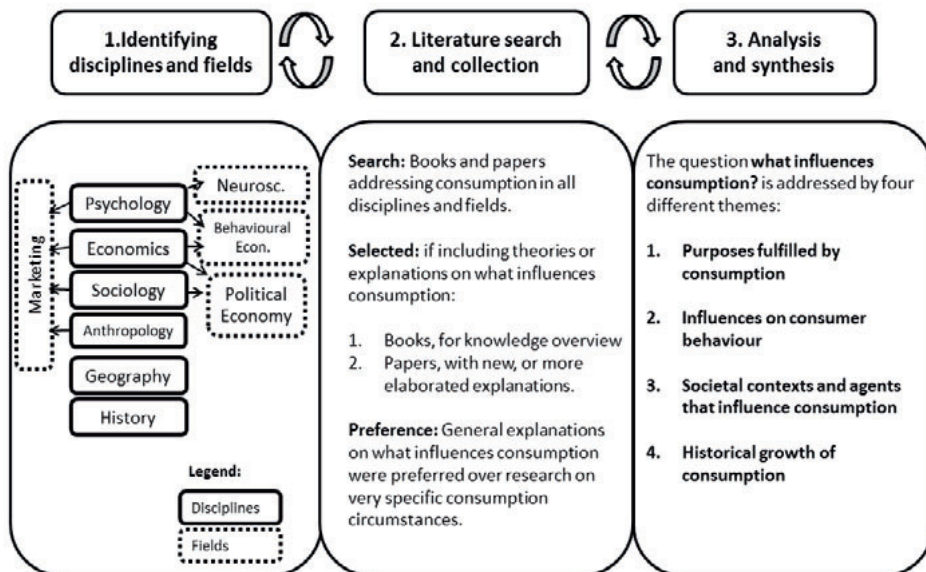 1.Identifying
disciplines and fields
2. Literature search
and collection
3. Analysis
and synthesis
Marketing
Psychology
Economics
Sociology
Anthropology
Geography
History
Neurosc.
Behavioural
Econ.
Political
Economy
Legend:
Disciplines
Fields
Search: Books and papers
addressing consumption in all
disciplines and fields.
Selected: if including theories or
explanations on what influences
consumption:
1. Books, for knowledge overview
2. Papers, with new, or more
elaborated explanations.
Preference: General explanations
on what influences consumption
were preferred over research on
very specific consumption
circumstances.
The question what influences
consumption? is addressed by four
different themes:
1. Purposes fulfilled by
consumption
2. Influences on consumer
behaviour
3. Societal contexts and agents
that influence consumption
4. Historical growth of
consumption